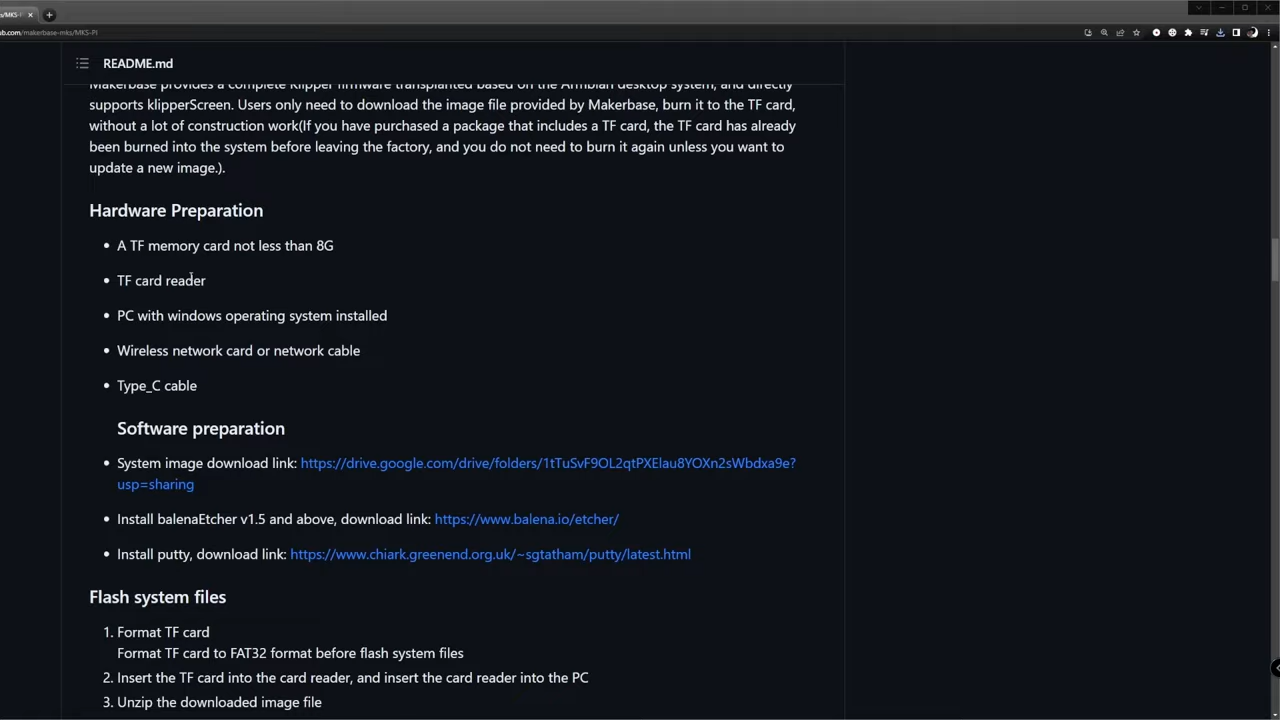 s/MKS-P
ub.com/makerbase-mks/MKS-PI
README.md
Makerbase provides a complete Klipper firmware transplanted based on the Armbian desktop system, and directly
supports klipperScreen. Users only need to download the image file provided by Makerbase, burn it to the TF card,
without a lot of construction work(If you have purchased a package that includes a TF card, the TF card has already
been burned into the system before leaving the factory, and you do not need to burn it again unless you want to
update a new image.).
Hardware Preparation
• A TF memory card not less than 8G
• TF card reader
• PC with windows operating system installed
• Wireless network card or network cable
• Type_C cable
Software preparation
• System image download link: https://drive.google.com/drive/folders/1tTuSvF9OL2qtPXElau8YOXn2sWbdxa9e?
usp=sharing
• Install balenaEtcher v1.5 and above, download link: https://www.balena.io/etcher/
• Install putty, download link: https://www.chiark.greenend.org.uk/~sgtatham/putty/latest.html
Flash system files
1. Format TF card
Format TF card to FAT32 format before flash system files
2. Insert the TF card into the card reader, and insert the card reader into the PC
3. Unzip the downloaded image file